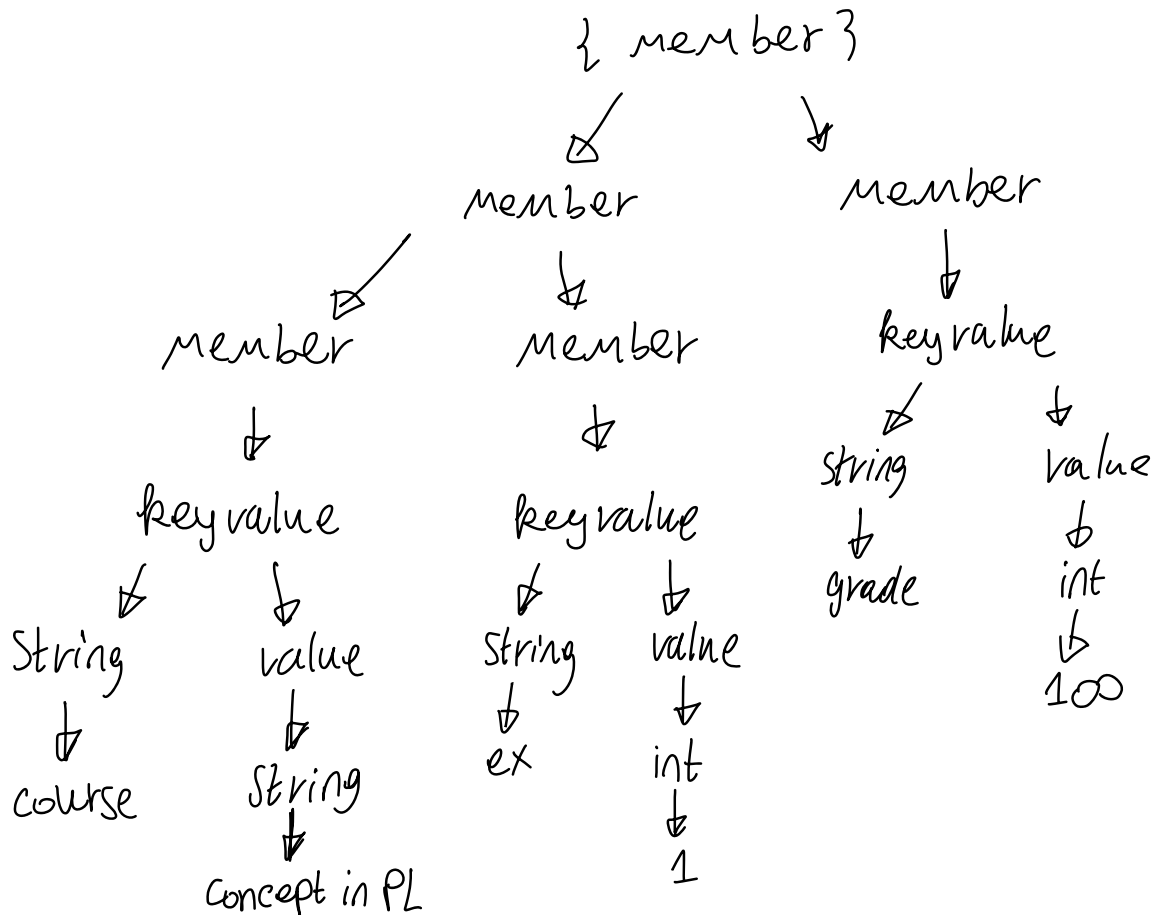 { member }
member member
member member keyvalue
string value
keyvalue keyvalue
grade int
String value string value
100
course String ex int
concept in PL 1